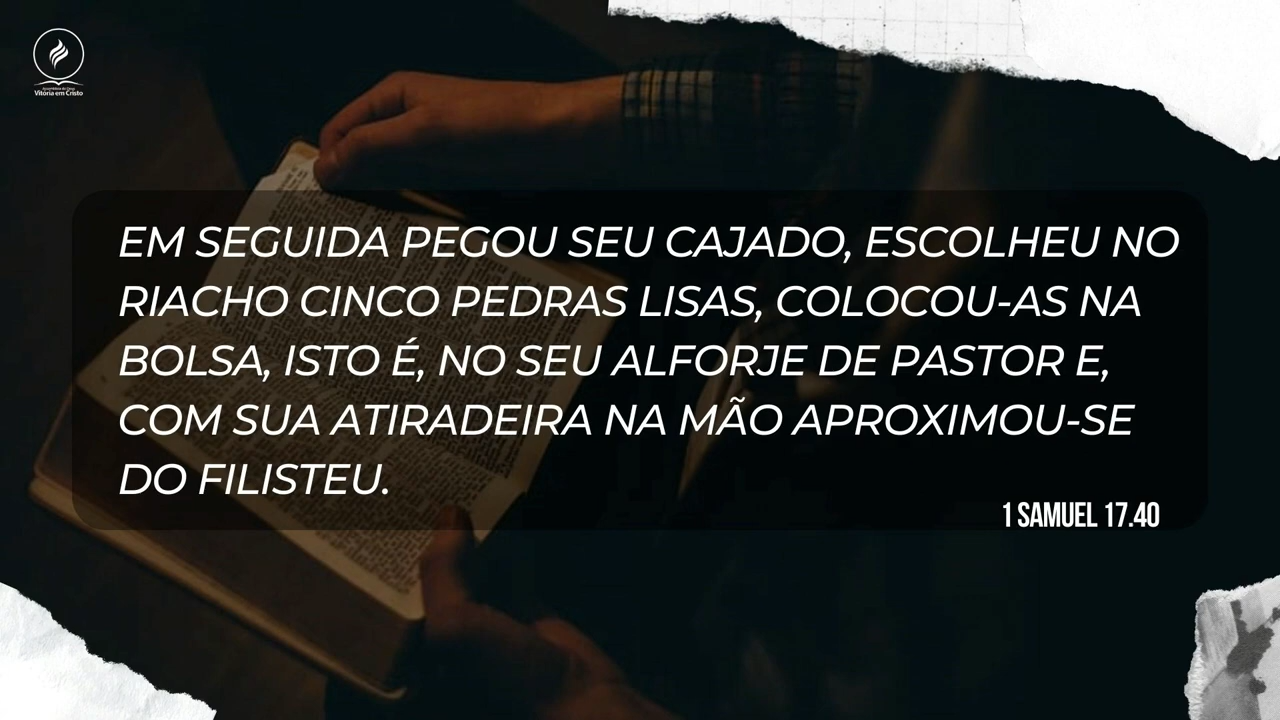 Vitória em Cristo
EM SEGUIDA PEGOU SEU CAJADO, ESCOLHEU NO
RIACHO CINCO PEDRAS LISAS, COLOCOU-AS NA
BOLSA, ISTO É, NO SEU ALFORJE DE PASTOR E,
COM SUA ATIRADEIRA NA MÃO APROXIMOU-SE
DO FILISTEU.
1 SAMUEL 17.40